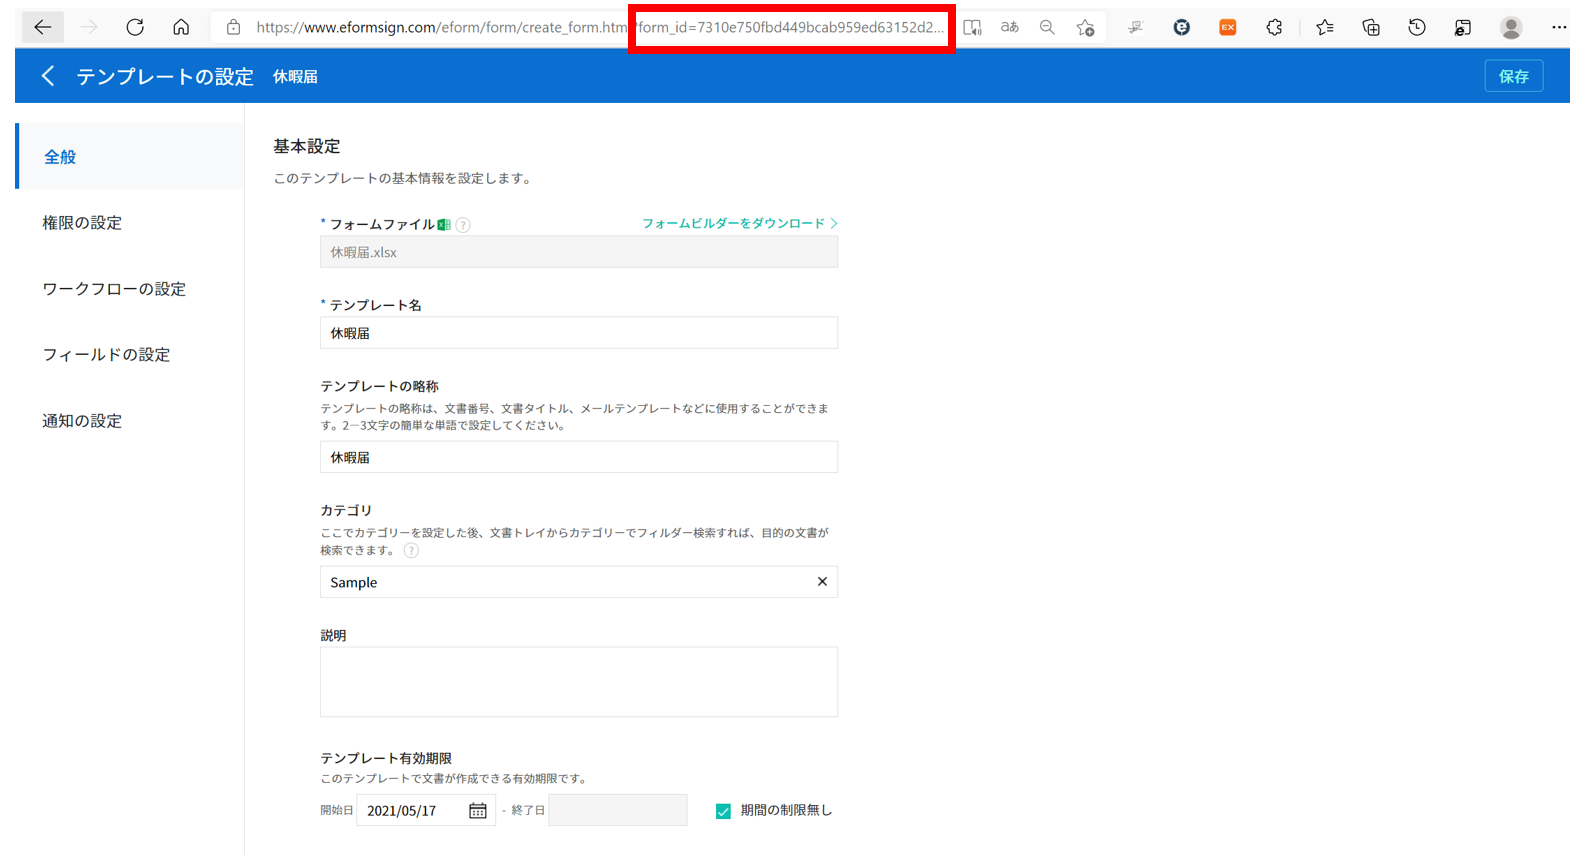 https://www.eformsign.com/eform/form/create_form.htm form_id=7310e750fbd449bcab959ed63152d2...
aあ
EX
テンプレートの設定 休暇届
保存
全般
権限の設定
ワークフローの設定
フィールドの設定
通知の設定
基本設定
このテンプレートの基本情報を設定します。
* フォームファイル ?
フォームビルダーをダウンロード >
休暇届.xlsx
* テンプレート名
休暇届
テンプレートの略称
テンプレートの略称は、文書番号、文書タイトル、メールテンプレートなどに使用することができま
す。2－3文字の簡単な単語で設定してください。
休暇届
カテゴリ
ここでカテゴリーを設定した後、文書トレイからカテゴリーでフィルダー検索すれば、目的の文書が
検索できます。 ?
Sample
説明
テンプレート有効期限
このテンプレートで文書が作成できる有効期限です。
開始日 2021/05/17 - 終了日
期間の制限無し